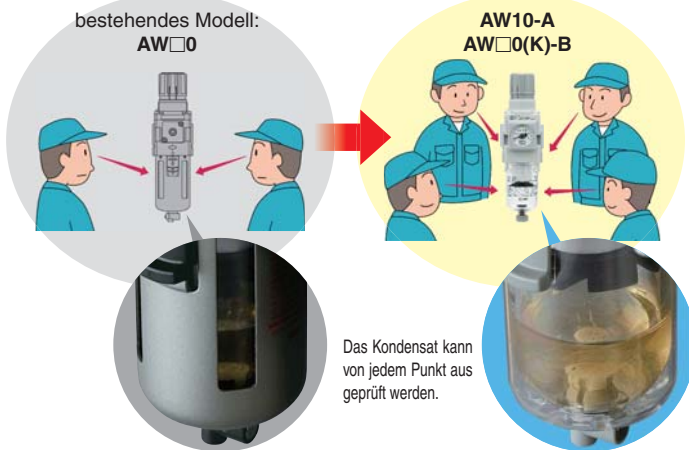 bestehendes Modell:
AW□0
AW10-A
AW□0(K)-B
Das Kondensat kann
von jedem Punkt aus
geprüft werden.